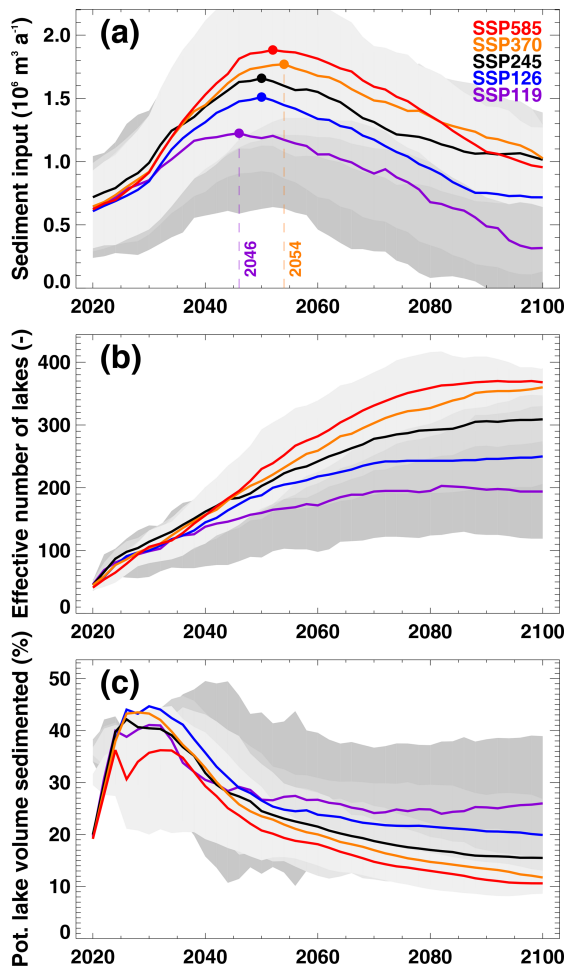 (a)
SSP585
SSP370
SSP245
SSP126
SSP119
Sediment input (10⁶ m³ a⁻¹)
2.0
1.5
1.0
0.5
0.0
2046
2054
2020 2040 2060 2080 2100
(b)
Effective number of lakes (-)
400
300
200
100
0
2020 2040 2060 2080 2100
(c)
Pot. lake volume sedimented (%)
50
40
30
20
10
0
2020 2040 2060 2080 2100